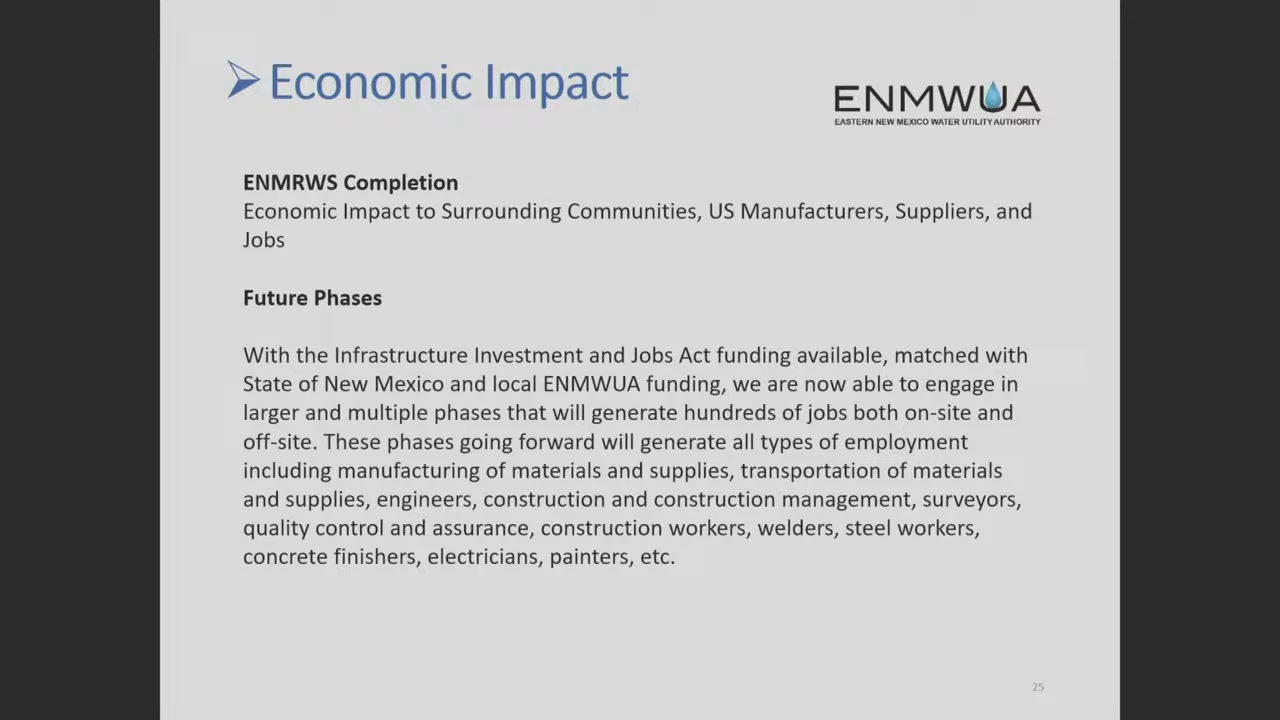 Economic Impact
ENMWUA
EASTERN NEW MEXICO WATER UTILITY AUTHORITY
ENMRWS Completion
Economic Impact to Surrounding Communities, US Manufacturers, Suppliers, and
Jobs
Future Phases
With the Infrastructure Investment and Jobs Act funding available, matched with
State of New Mexico and local ENMWUA funding, we are now able to engage in
larger and multiple phases that will generate hundreds of jobs both on-site and
off-site. These phases going forward will generate all types of employment
including manufacturing of materials and supplies, transportation of materials
and supplies, engineers, construction and construction management, surveyors,
quality control and assurance, construction workers, welders, steel workers,
concrete finishers, electricians, painters, etc.
25